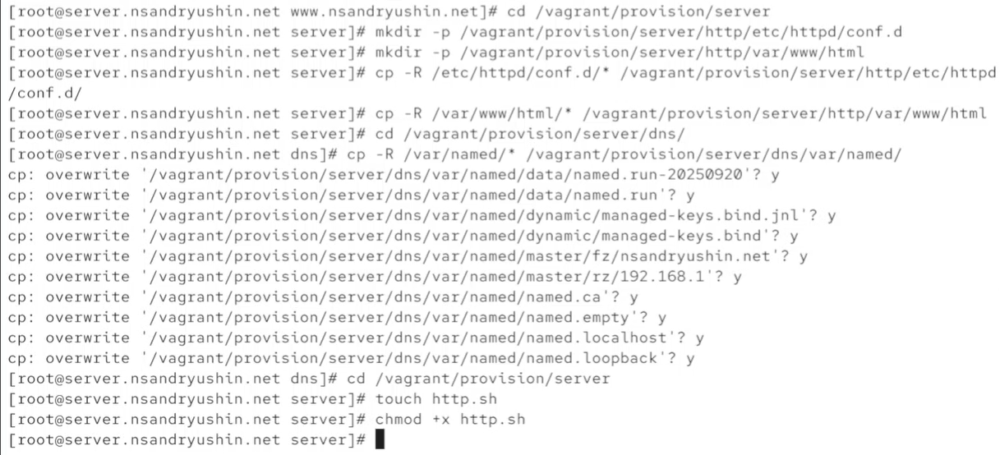 [root@server.nsandryushin.net www.nsandryushin.net]# cd /vagrant/provision/server
[root@server.nsandryushin.net server]# mkdir -p /vagrant/provision/server/http/etc/httpd/conf.d
[root@server.nsandryushin.net server]# mkdir -p /vagrant/provision/server/http/var/www/html
[root@server.nsandryushin.net server]# cp -R /etc/httpd/conf.d/* /vagrant/provision/server/http/etc/httpd
/conf.d/
[root@server.nsandryushin.net server]# cp -R /var/www/html/* /vagrant/provision/server/http/var/www/html
[root@server.nsandryushin.net server]# cd /vagrant/provision/server/dns/
[root@server.nsandryushin.net dns]# cp -R /var/named/* /vagrant/provision/server/dns/var/named/
cp: overwrite '/vagrant/provision/server/dns/var/named/data/named.run-20250920'? y
cp: overwrite '/vagrant/provision/server/dns/var/named/data/named.run'? y
cp: overwrite '/vagrant/provision/server/dns/var/named/dynamic/managed-keys.bind.jnl'? y
cp: overwrite '/vagrant/provision/server/dns/var/named/dynamic/managed-keys.bind'? y
cp: overwrite '/vagrant/provision/server/dns/var/named/master/fz/nsandryushin.net'? y
cp: overwrite '/vagrant/provision/server/dns/var/named/master/rz/192.168.1'? y
cp: overwrite '/vagrant/provision/server/dns/var/named/named.ca'? y
cp: overwrite '/vagrant/provision/server/dns/var/named/named.empty'? y
cp: overwrite '/vagrant/provision/server/dns/var/named/named.localhost'? y
cp: overwrite '/vagrant/provision/server/dns/var/named/named.loopback'? y
[root@server.nsandryushin.net dns]# cd /vagrant/provision/server
[root@server.nsandryushin.net server]# touch http.sh
[root@server.nsandryushin.net server]# chmod +x http.sh
[root@server.nsandryushin.net server]#